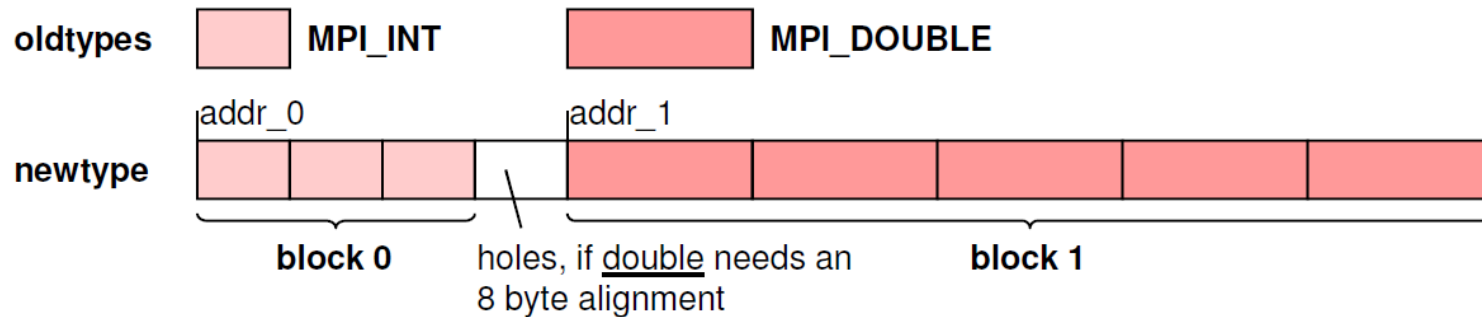 oldtypes MPI_INT MPI_DOUBLE
addr_0 addr_1
newtype
block 0 holes, if double needs an block 1
8 byte alignment